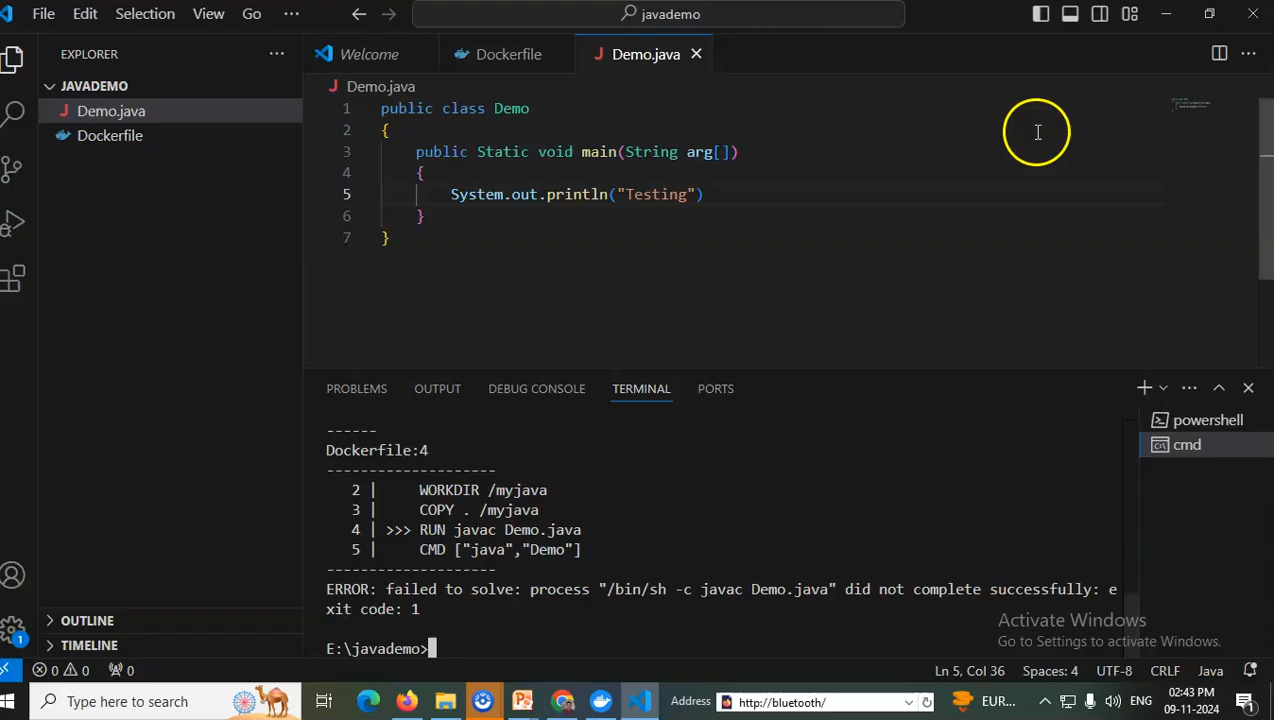 File Edit Selection View Go ··· javademo
EXPLORER ···
JAVADEMO
Demo.java
Dockerfile
OUTLINE
TIMELINE
Welcome Dockerfile Demo.java
Demo.java
1 public class Demo
2 {
3 public Static void main(String arg[])
4 {
5 System.out.println("Testing")
6 }
7 }
PROBLEMS OUTPUT DEBUG CONSOLE TERMINAL PORTS
powershell
cmd
------
Dockerfile:4
--------------------
2 | WORKDIR /myjava
3 | COPY . /myjava
4 | >>> RUN javac Demo.java
5 | CMD ["java","Demo"]
--------------------
ERROR: failed to solve: process "/bin/sh -c javac Demo.java" did not complete successfully: e
xit code: 1
E:\javademo>
Activate Windows
Go to Settings to activate Windows.
1
0 0 0 Ln 5, Col 36 Spaces: 4 UTF-8 CRLF Java
Type here to search Address http://bluetooth/ EUR... ENG 02:43 PM
09-11-2024
1